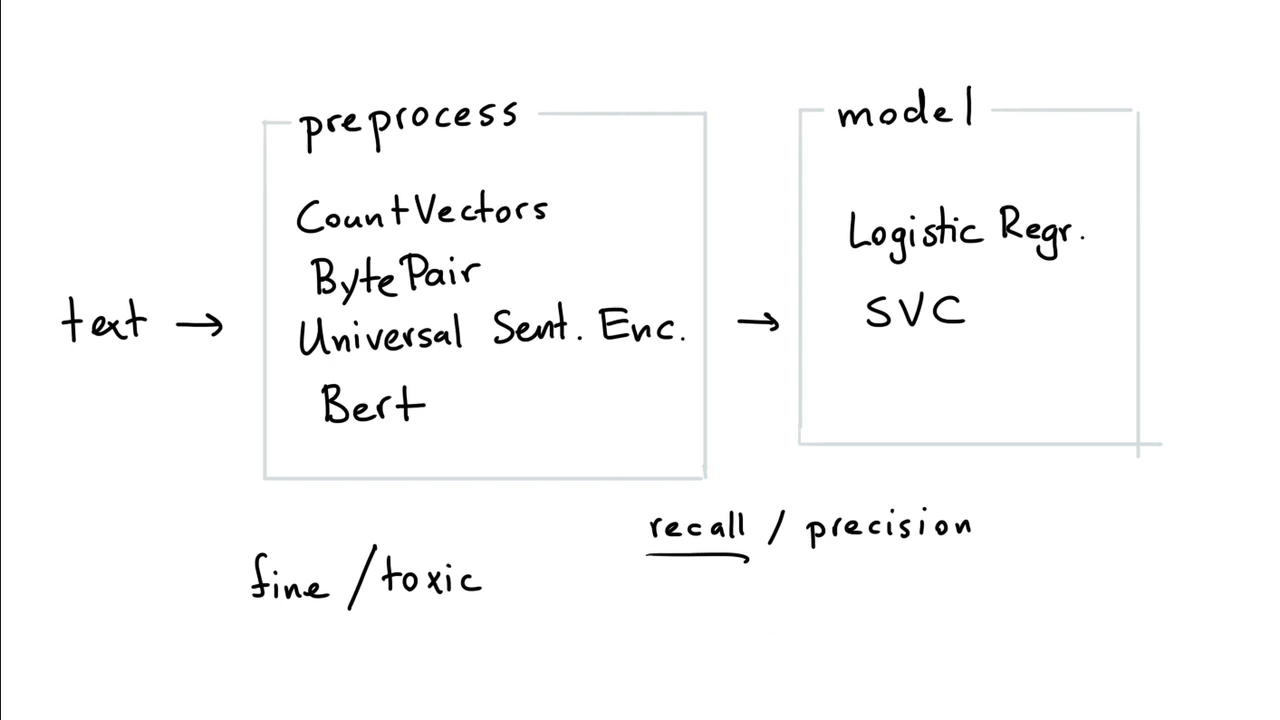 preprocess
CountVectors
BytePair
Universal Sent. Enc.
Bert
text →
→
model
Logistic Regr.
SVC
recall / precision
fine / toxic